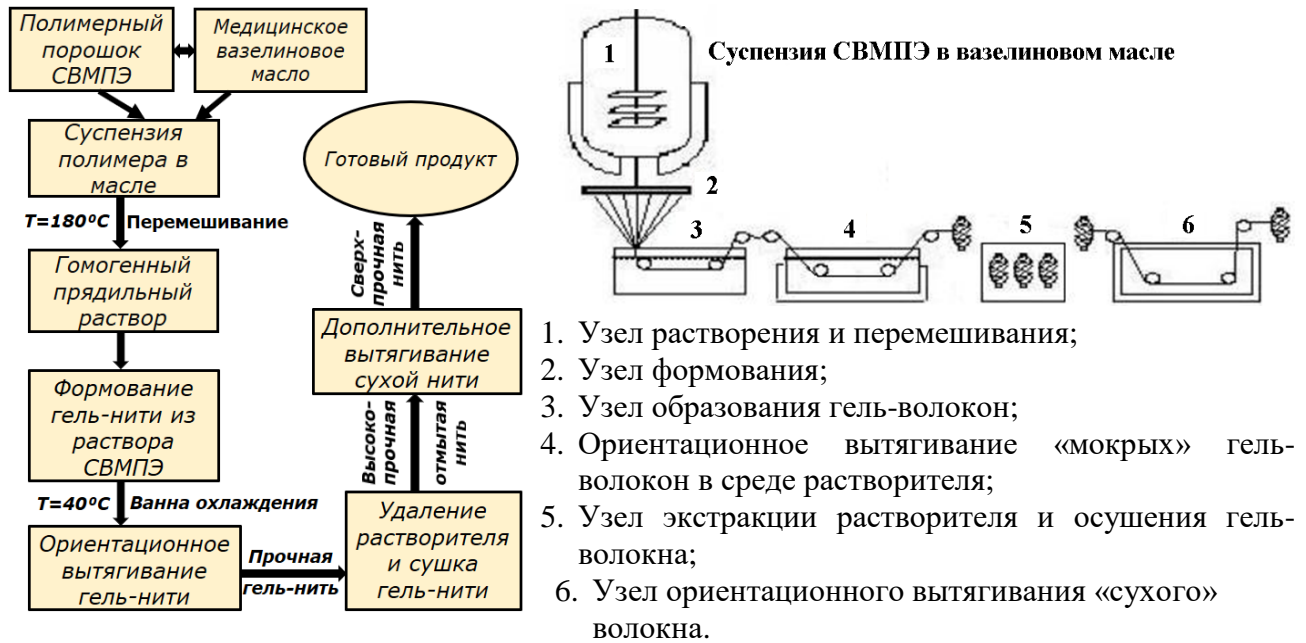 Полимерный
порошок
СВМПЭ
Медицинское
вазелиновое
масло
Суспензия
полимера в
масле
T=180ºC Перемешивание
Гомогенный
прядильный
раствор
Формование
гель-нити из
раствора
СВМПЭ
T=40ºC Ванна охлаждения
Ориентационное
вытягивание
гель-нити
Прочная
гель-нить
Удаление
растворителя
и сушка
гель-нити
Высоко-
прочная
отмытая
нить
Дополнительное
вытягивание
сухой нити
Сверх-
прочная
нить
Готовый продукт
1
Суспензия СВМПЭ в вазелиновом масле
2
3
4
5
6
1. Узел растворения и перемешивания;
2. Узел формования;
3. Узел образования гель-волокон;
4. Ориентационное вытягивание «мокрых» гель-
волокон в среде растворителя;
5. Узел экстракции растворителя и осушения гель-
волокна;
6. Узел ориентационного вытягивания «сухого»
волокна.